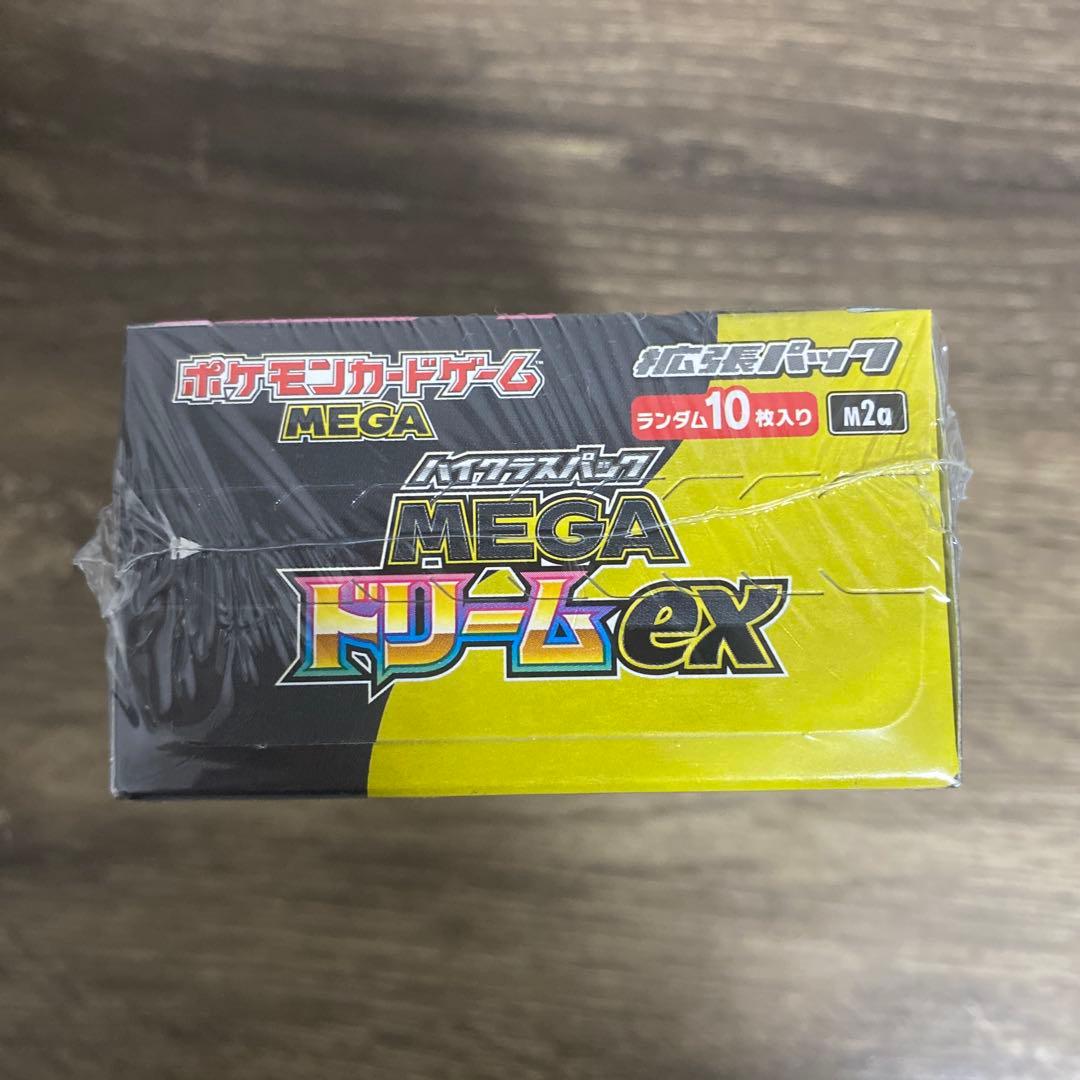 ポケモンカードゲーム
MEGA
拡張パック
ランダム10枚入り M2a
ハイクラスパック
MEGA
ドリームex